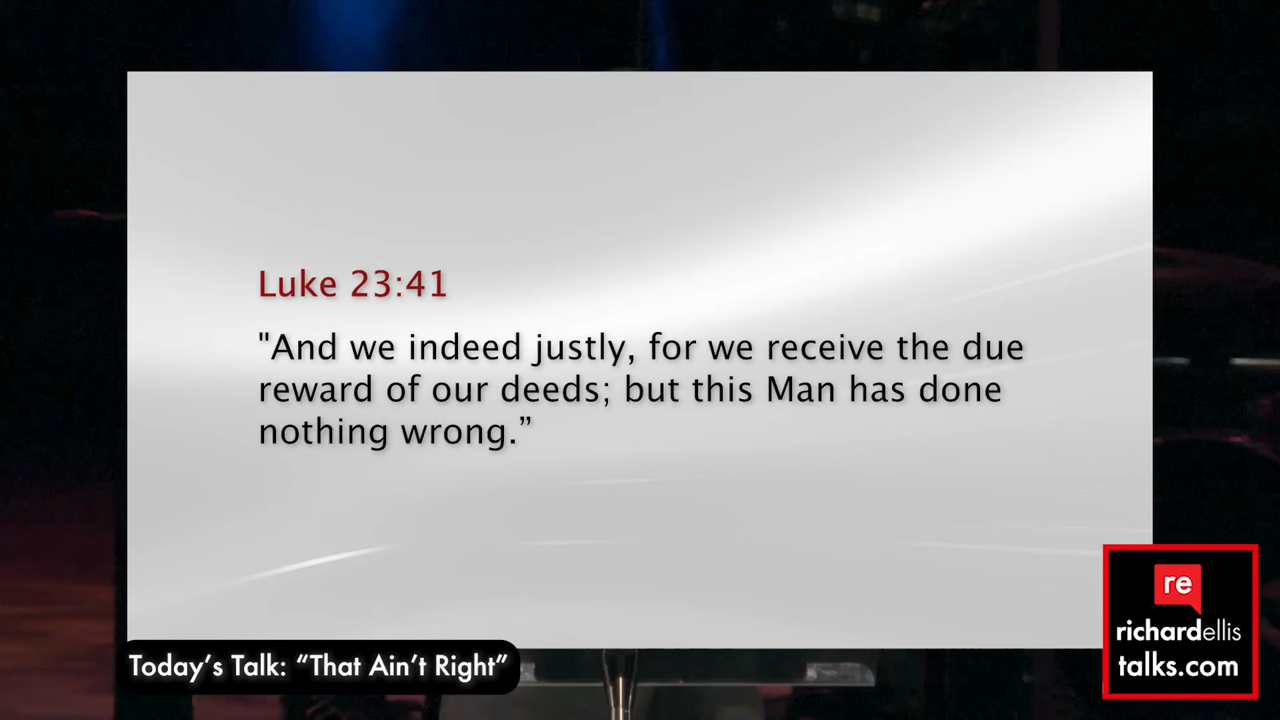 Luke 23:41
"And we indeed justly, for we receive the due
reward of our deeds; but this Man has done
nothing wrong.”
Today’s Talk: “That Ain’t Right”
re
richardellis
talks.com